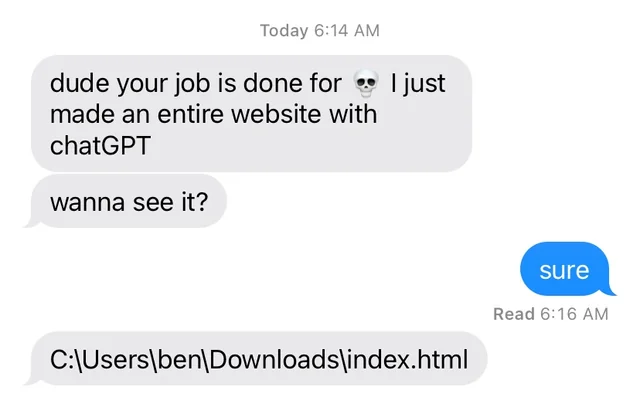 Today 6:14 AM
dude your job is done for 💀 I just
made an entire website with
chatGPT
wanna see it?
sure
Read 6:16 AM
C:\Users\ben\Downloads\index.html